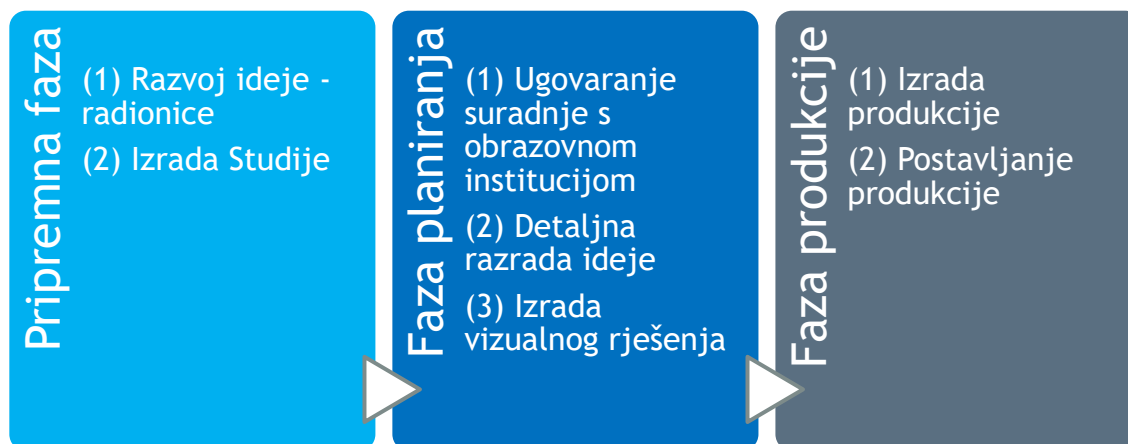 Pripremna faza
(1) Razvoj ideje -
radionice
(2) Izrada Studije
Faza planiranja
(1) Ugovaranje
suradnje s
obrazovnom
institucijom
(2) Detaljna
razrada ideje
(3) Izrada
vizualnog rješenja
Faza produkcije
(1) Izrada
produkcije
(2) Postavljanje
produkcije